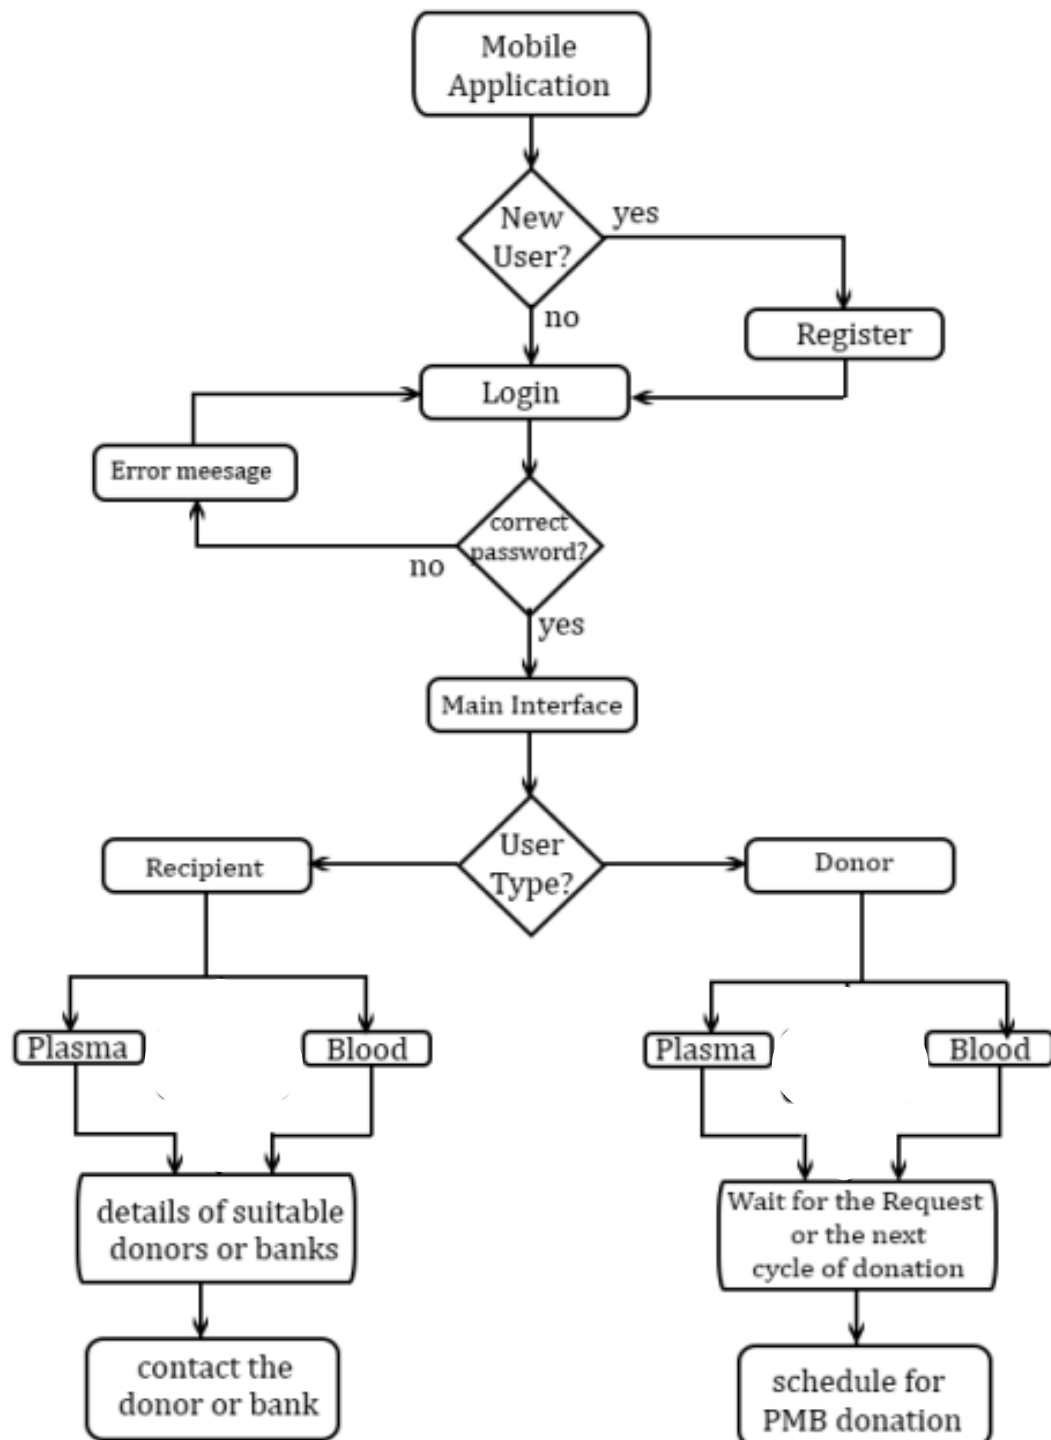 Mobile
Application
New
User?
yes
no
Register
Login
Error meesage
correct
password?
no
yes
Main Interface
User
Type?
Recipient
Donor
Plasma
Blood
Plasma
Blood
details of suitable
donors or banks
Wait for the Request
or the next
cycle of donation
contact the
donor or bank
schedule for
PMB donation